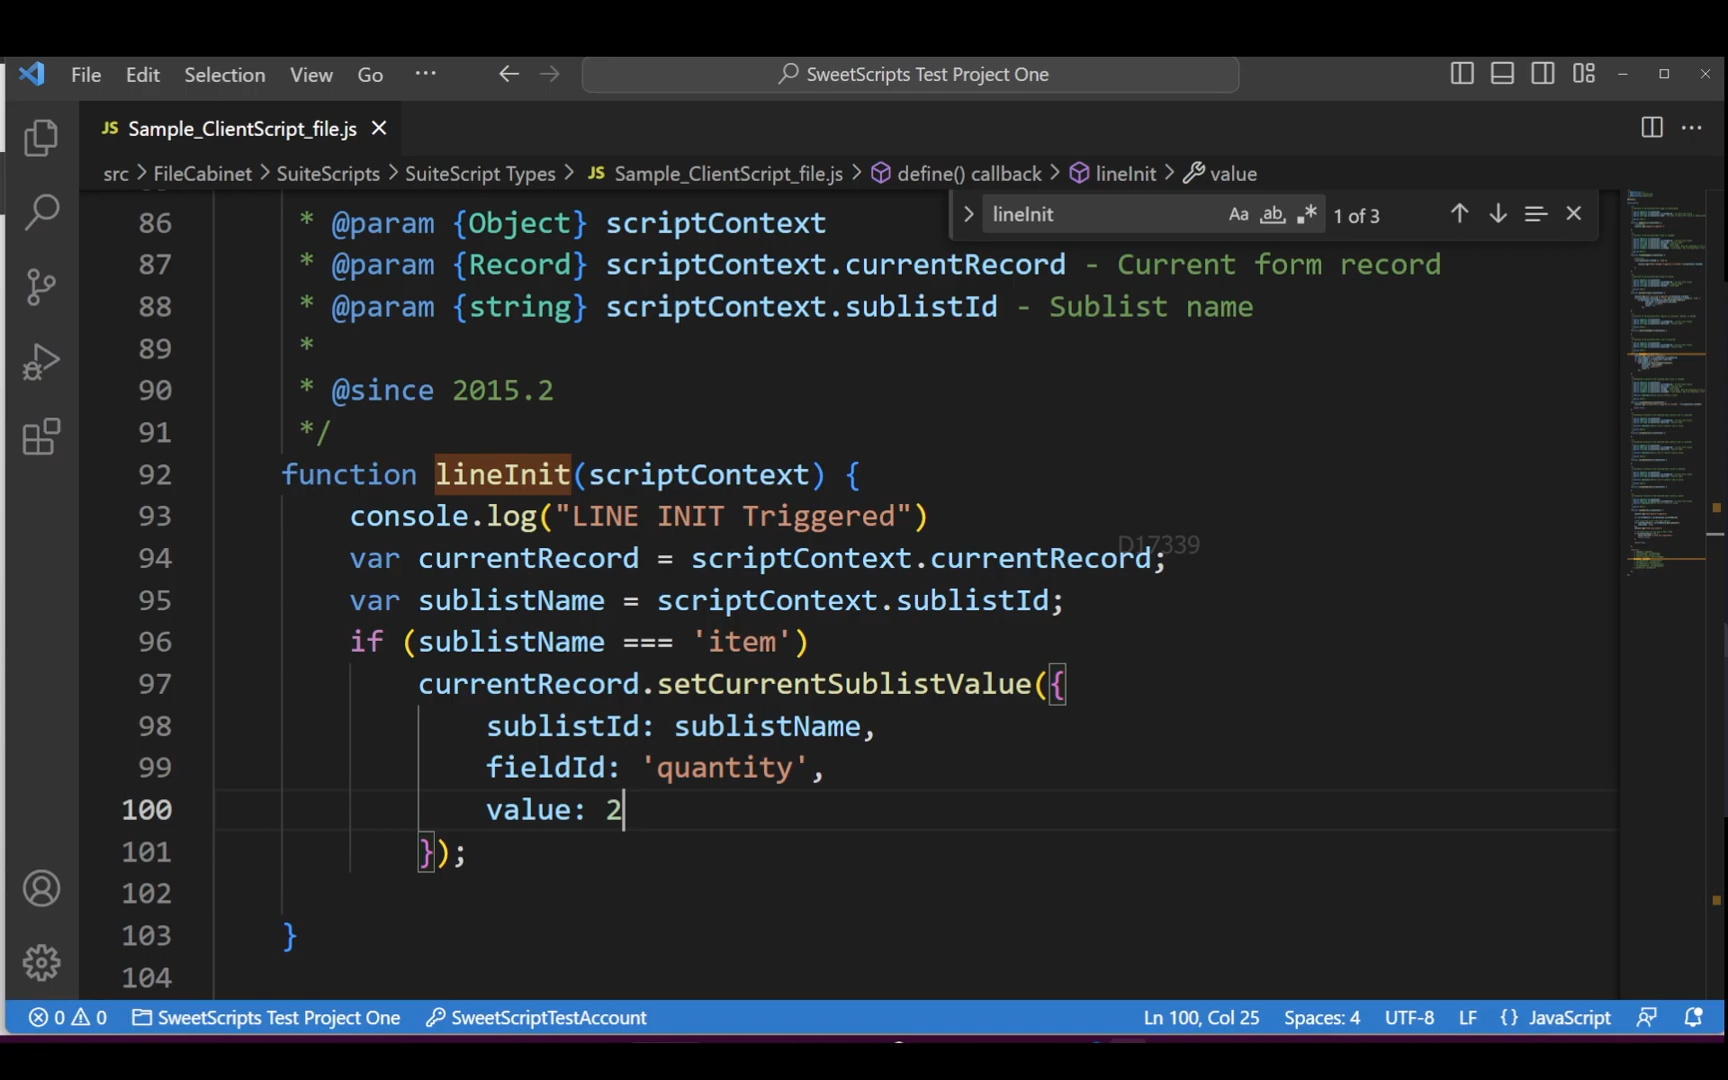 File Edit Selection View Go ··· SweetScripts Test Project One
JS Sample_ClientScript_file.js
src > FileCabinet > SuiteScripts > SuiteScript Types > JS Sample_ClientScript_file.js > define() callback > lineInit > value
lineInit Aa ab .* 1 of 3
86 * @param {Object} scriptContext
87 * @param {Record} scriptContext.currentRecord - Current form record
88 * @param {string} scriptContext.sublistId - Sublist name
89 *
90 * @since 2015.2
91 */
92 function lineInit(scriptContext) {
93 console.log("LINE INIT Triggered")
D17339
94 var currentRecord = scriptContext.currentRecord;
95 var sublistName = scriptContext.sublistId;
96 if (sublistName === 'item')
97 currentRecord.setCurrentSublistValue({
98 sublistId: sublistName,
99 fieldId: 'quantity',
100 value: 2
101 });
102
103 }
104
0 0 SweetScripts Test Project One SweetScriptTestAccount Ln 100, Col 25 Spaces: 4 UTF-8 LF {} JavaScript